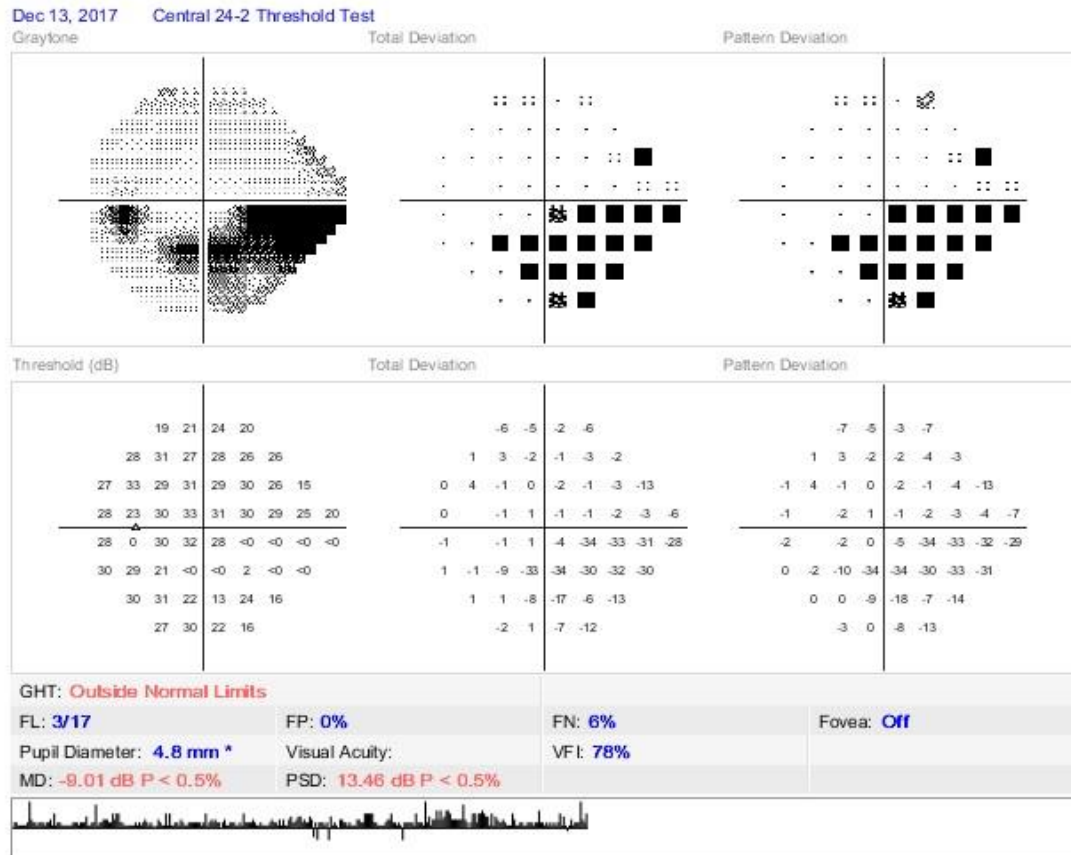 Dec 13, 2017 Central 24-2 Threshold Test
Graytone Total Deviation Pattern Deviation
Threshold (dB) Total Deviation Pattern Deviation
19 21 24 20 -6 -5 -2 -6 -7 -5 -3 -7
28 31 27 28 26 26 1 3 -2 -1 -3 -2 1 3 -2 -2 -4 -3
27 33 29 31 29 30 26 15 0 4 -1 0 -2 -1 -3 -13 -1 4 -1 0 -2 -1 -4 -13
28 23 30 33 31 30 29 25 20 0 -1 1 -1 -1 -2 -3 -6 -1 -2 1 -1 -2 -3 -4 -7
28 0 30 32 28 <0 <0 <0 <0 -1 -1 1 -4 -34 -33 -31 -28 -2 -2 0 -5 -34 -33 -32 -29
30 29 21 <0 <0 2 <0 <0 1 -1 -9 -33 -34 -30 -32 -30 0 -2 -10 -34 -34 -30 -33 -31
30 31 22 13 24 16 1 1 -8 -17 -6 -13 0 0 -9 -18 -7 -14
27 30 22 16 -2 1 -7 -12 -3 0 -8 -13
GHT: Outside Normal Limits
FL: 3/17 FP: 0% FN: 6% Fovea: Off
Pupil Diameter: 4.8 mm * Visual Acuity: VFI: 78%
MD: -9.01 dB P < 0.5% PSD: 13.46 dB P < 0.5%